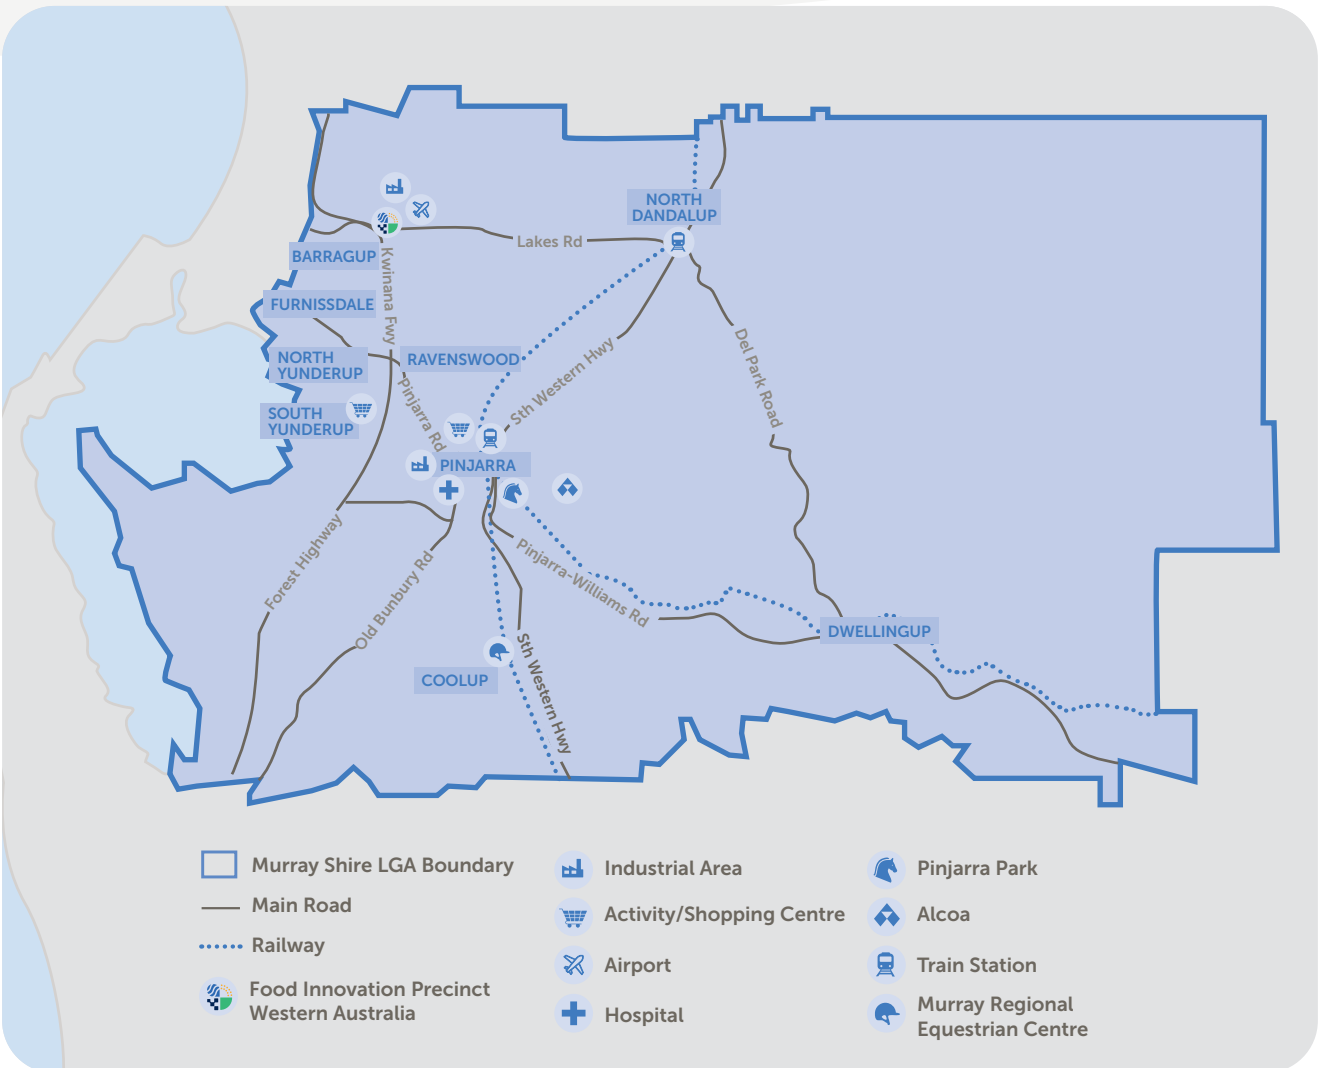 NORTH
DANDALUP
Lakes Rd
BARRAGUP
Kwinana Fwy
FURNISSDALE
NORTH
YUNDERUP
RAVENSWOOD
Sth Western Hwy
Del Park Road
Pinjarra Rd
SOUTH
YUNDERUP
PINJARRA
Forest Highway
Old Bunbury Rd
Pinjarra-Williams Rd
DWELLINGUP
COOLUP
Sth Western Hwy
Murray Shire LGA Boundary
Main Road
Railway
Food Innovation Precinct
Western Australia
Industrial Area
Activity/Shopping Centre
Airport
Hospital
Pinjarra Park
Alcoa
Train Station
Murray Regional
Equestrian Centre